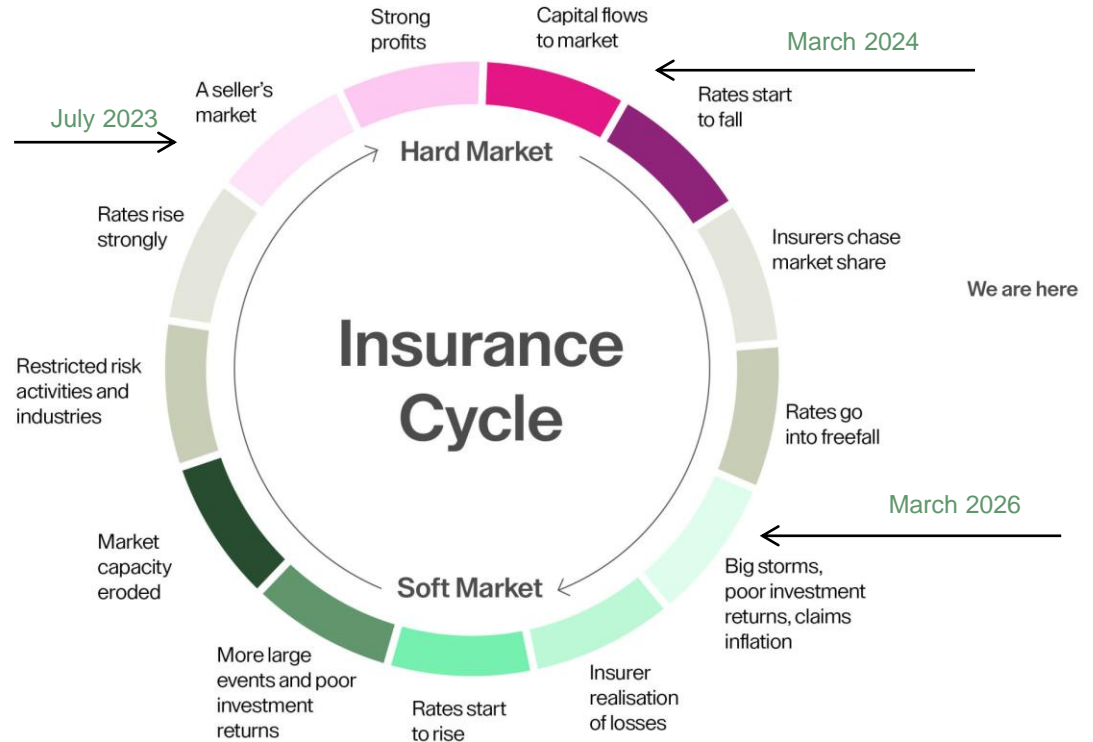 Strong
profits
Capital flows
to market
March 2024
A seller's
market
Rates start
to fall
July 2023
Hard Market
Rates rise
strongly
Insurers chase
market share
We are here
Insurance
Cycle
Restricted risk
activities and
industries
Rates go
into freefall
March 2026
Market
capacity
eroded
Soft Market
Big storms,
poor investment
returns, claims
inflation
More large
events and poor
investment
returns
Insurer
realisation
of losses
Rates start
to rise